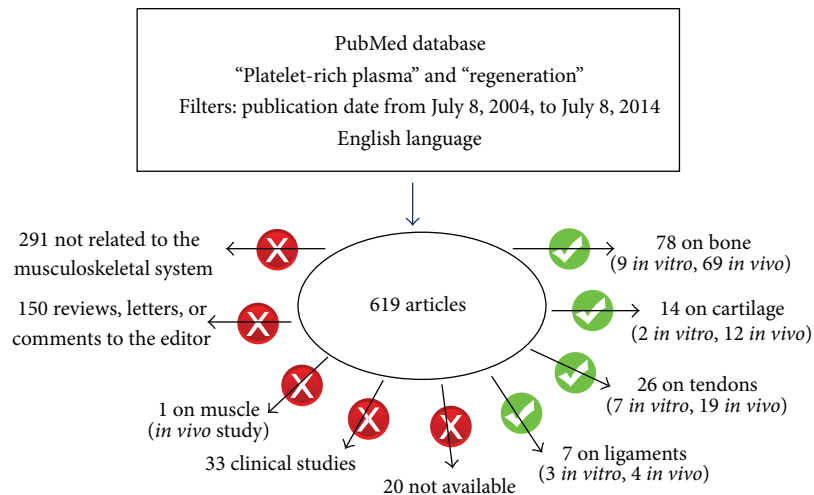 PubMed database
"Platelet-rich plasma" and "regeneration"
Filters: publication date from July 8, 2004, to July 8, 2014
English language
619 articles
291 not related to the
musculoskeletal system
150 reviews, letters, or
comments to the editor
1 on muscle
(in vivo study)
33 clinical studies
20 not available
7 on ligaments
(3 in vitro, 4 in vivo)
26 on tendons
(7 in vitro, 19 in vivo)
14 on cartilage
(2 in vitro, 12 in vivo)
78 on bone
(9 in vitro, 69 in vivo)